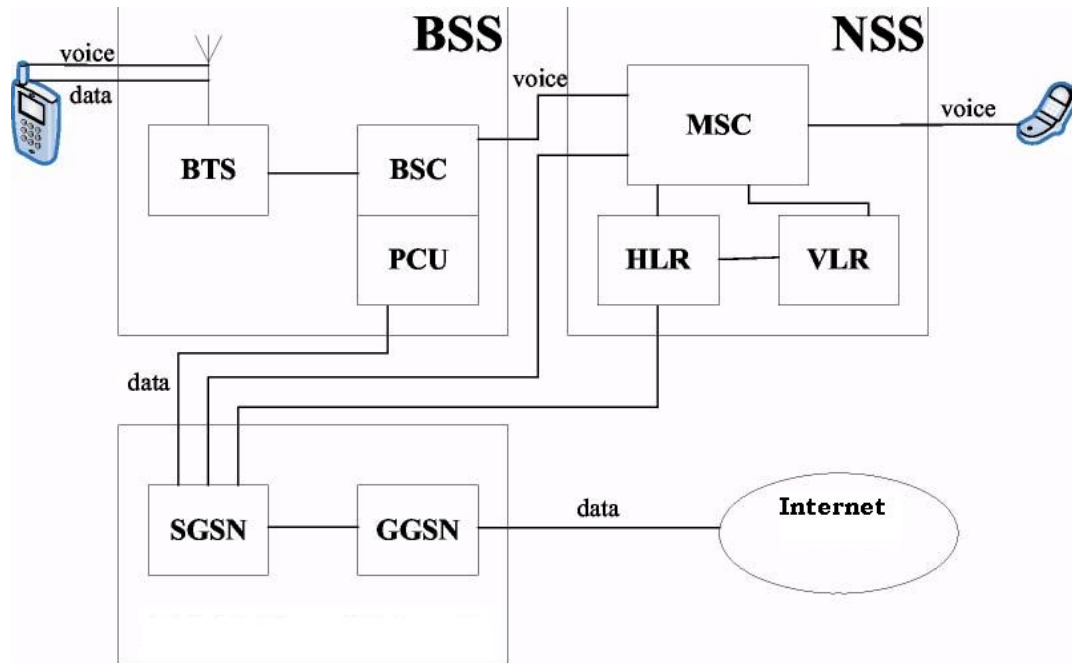 BSS
NSS
voice
data
voice
voice
BTS
BSC
MSC
PCU
HLR
VLR
data
SGSN
GGSN
data
Internet